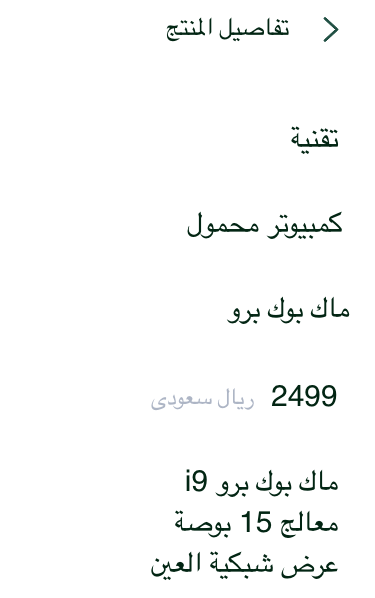 تفاصيل المنتج
تقنية
كمبيوتر محمول
ماك بوك برو
2499 ريال سعودى
ماك بوك برو i9
معالج 15 بوصة
عرض شبكية العين